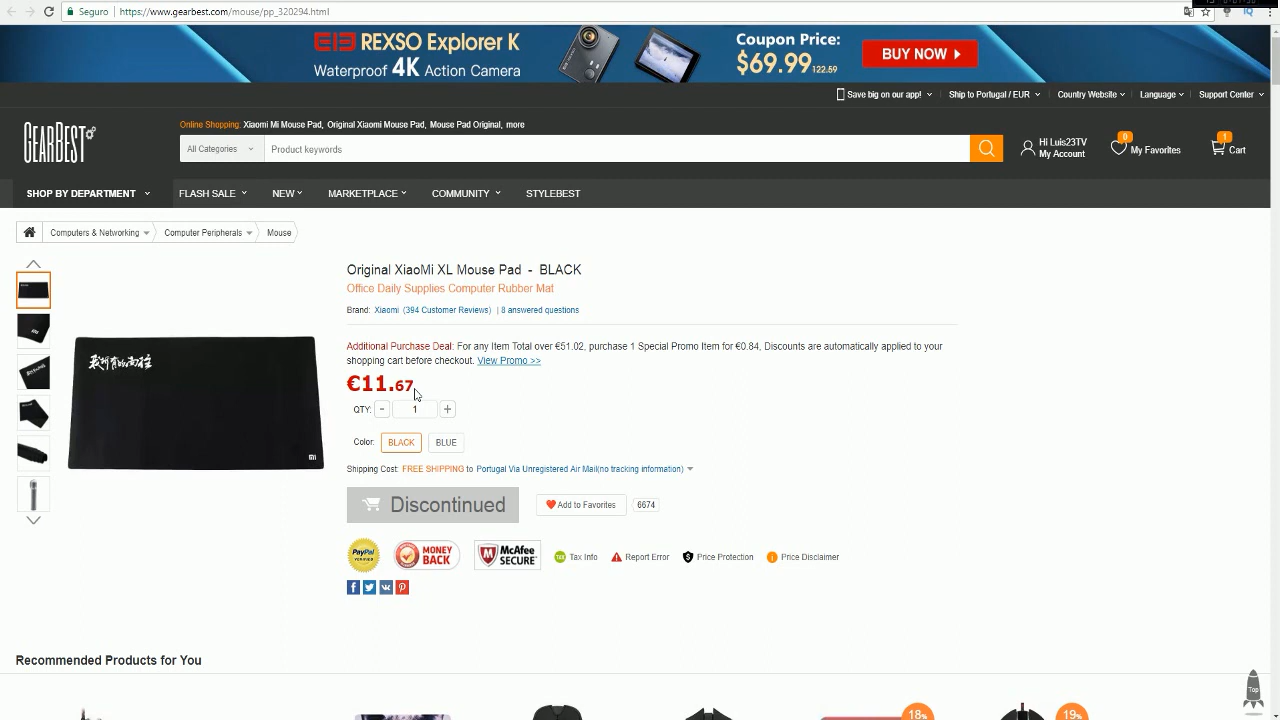 Seguro
https://www.gearbest.com/mouse/pp_320294.html
REXSO Explorer K
Waterproof 4K Action Camera
Coupon Price:
$69.99 122.59
BUY NOW
Save big on our app!
Ship to Portugal / EUR
Country Website
Language
Support Center
GEARBEST
Online Shopping: Xiaomi Mi Mouse Pad, Original Xiaomi Mouse Pad, Mouse Pad Original, more
All Categories
Product keywords
Hi Luis23TV
My Account
0
My Favorites
1
Cart
SHOP BY DEPARTMENT
FLASH SALE
NEW
MARKETPLACE
COMMUNITY
STYLEBEST
Computers & Networking
Computer Peripherals
Mouse
Original XiaoMi XL Mouse Pad - BLACK
Office Daily Supplies Computer Rubber Mat
Brand: Xiaomi (394 Customer Reviews) | 8 answered questions
Additional Purchase Deal: For any Item Total over €51.02, purchase 1 Special Promo Item for €0.84, Discounts are automatically applied to your
shopping cart before checkout. View Promo >>
€11.67
QTY: - 1 +
Color: BLACK BLUE
Shipping Cost: FREE SHIPPING to Portugal Via Unregistered Air Mail(no tracking information)
Discontinued
Add to Favorites
6674
PayPal
VERIFIED
MONEY
BACK
McAfee
SECURE
TAX
Tax Info
Report Error
Price Protection
Price Disclaimer
Recommended Products for You
18%
19%
Top